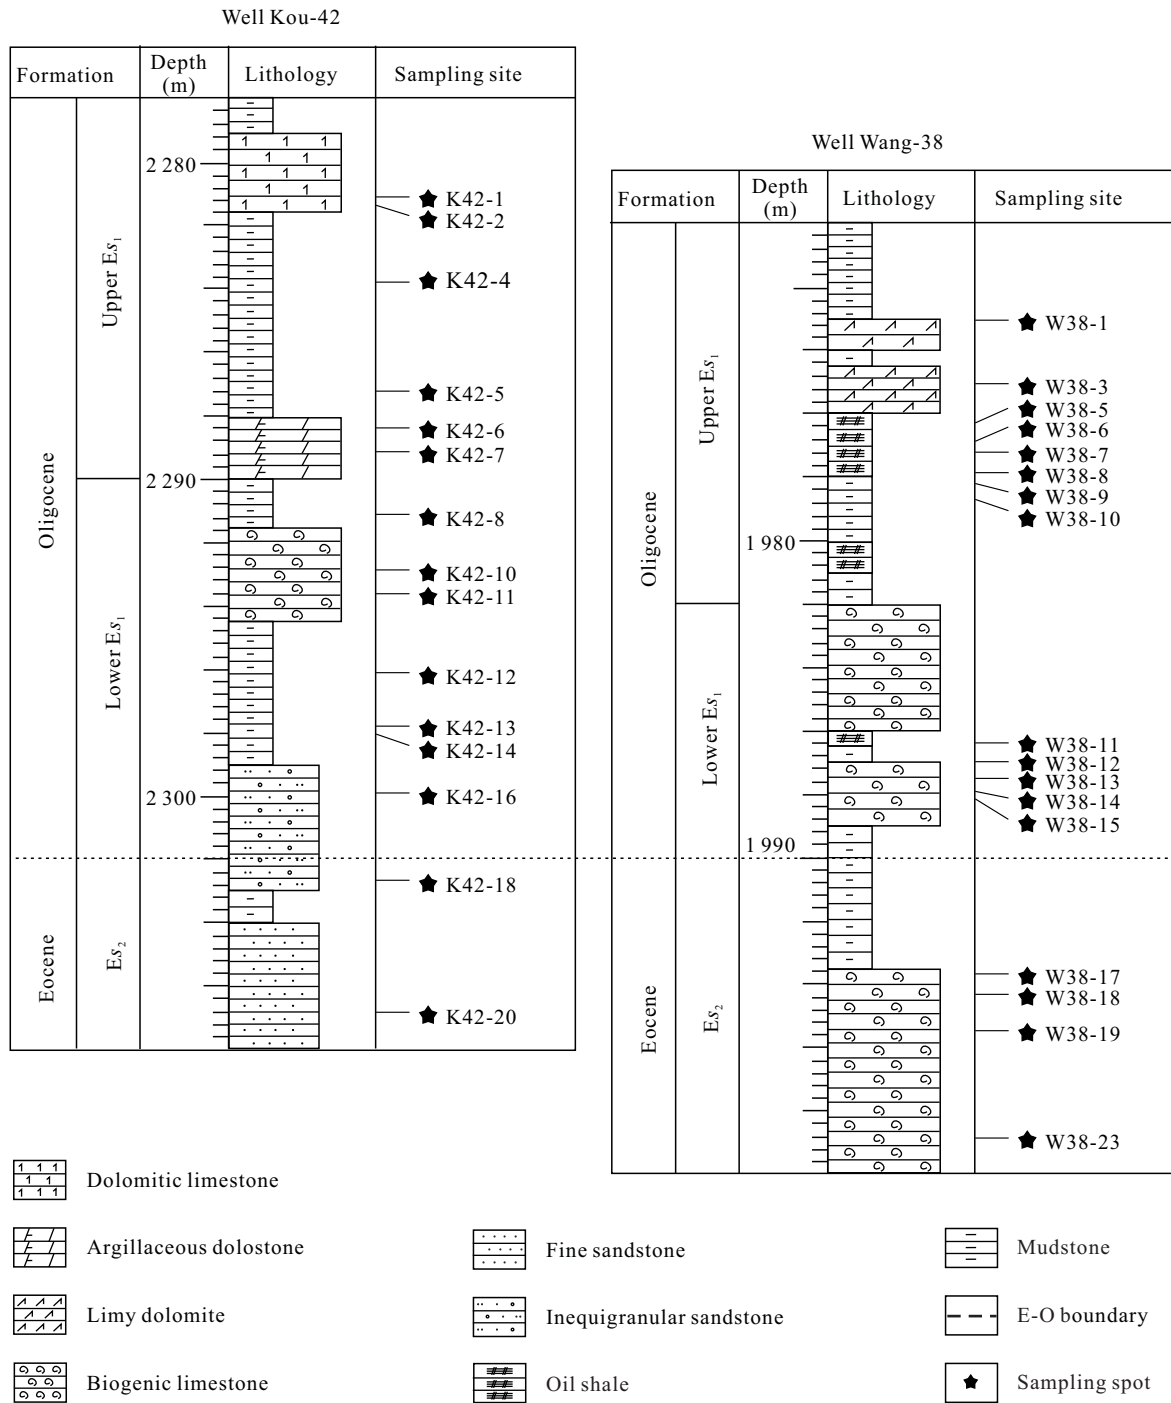 Well Kou-42
Formation
Depth
(m)
Lithology
Sampling site
2 280
2 290
2 300
Oligocene
Eocene
Upper Es₁
Lower Es₁
Es₂
K42-1
K42-2
K42-4
K42-5
K42-6
K42-7
K42-8
K42-10
K42-11
K42-12
K42-13
K42-14
K42-16
K42-18
K42-20
Well Wang-38
Formation
Depth
(m)
Lithology
Sampling site
1 980
1 990
Oligocene
Eocene
Upper Es₁
Lower Es₁
Es₂
W38-1
W38-3
W38-5
W38-6
W38-7
W38-8
W38-9
W38-10
W38-11
W38-12
W38-13
W38-14
W38-15
W38-17
W38-18
W38-19
W38-23
Dolomitic limestone
Argillaceous dolostone
Limy dolomite
Biogenic limestone
Fine sandstone
Inequigranular sandstone
Oil shale
Mudstone
E-O boundary
Sampling spot